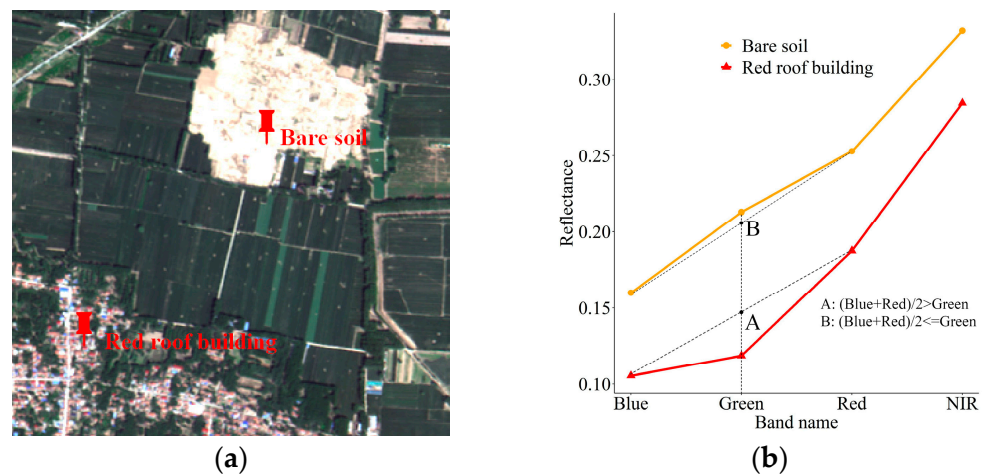 Bare soil
Red roof building
(a)
Bare soil
Red roof building
Reflectance
0.30
0.25
0.20
0.15
0.10
B
A
A: (Blue+Red)/2>Green
B: (Blue+Red)/2<=Green
Blue
Green
Red
NIR
Band name
(b)